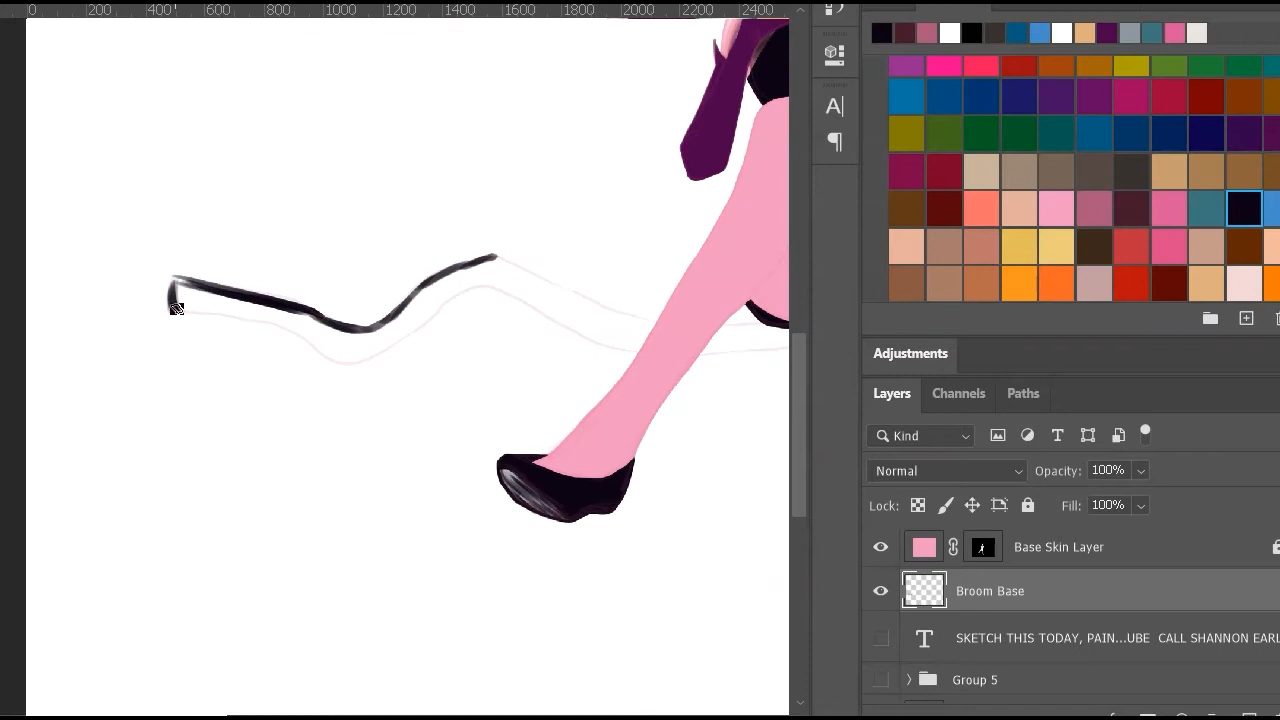 0 200 400 600 800 1000 1200 1400 1600 1800 2000 2200 2400
A|
¶
Adjustments
Layers Channels Paths
Kind T
Normal Opacity: 100%
Lock: Fill: 100%
Base Skin Layer
Broom Base
T SKETCH THIS TODAY, PAIN...UBE CALL SHANNON EARL
Group 5